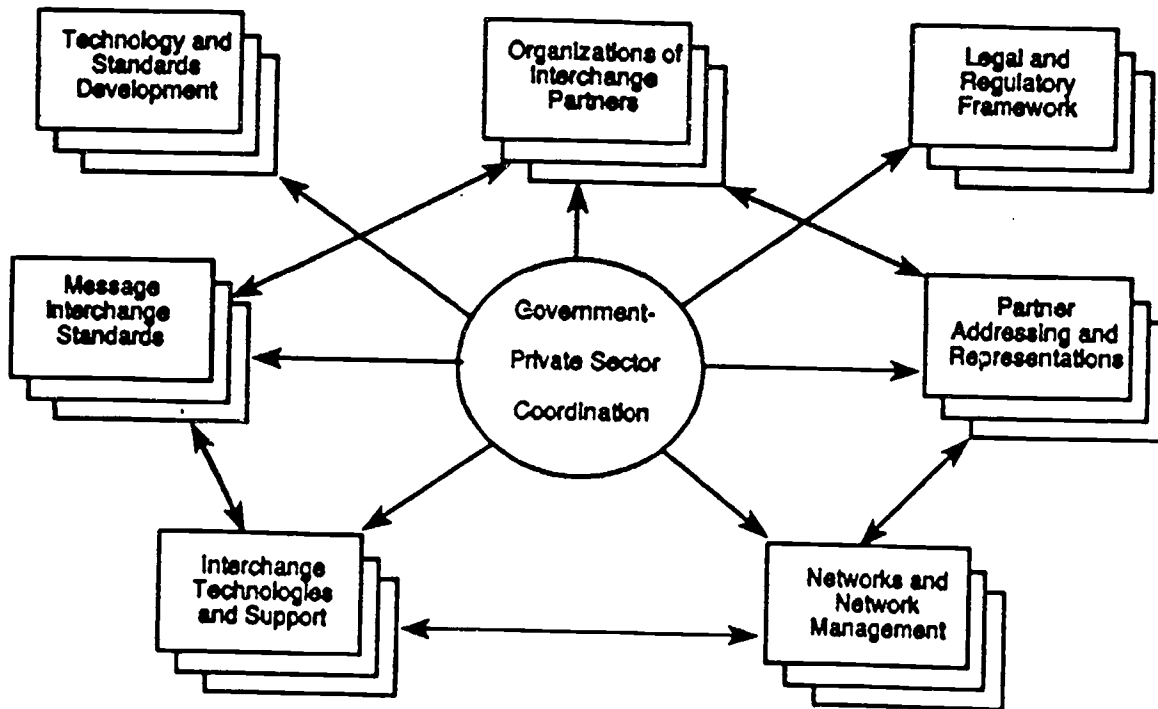 Technology and
Standards
Development
Organizations of
Interchange
Partners
Legal and
Regulatory
Framework
Message
Interchange
Standards
Government-
Private Sector
Coordination
Partner
Addressing and
Representations
Interchange
Technologies
and Support
Networks and
Network
Management